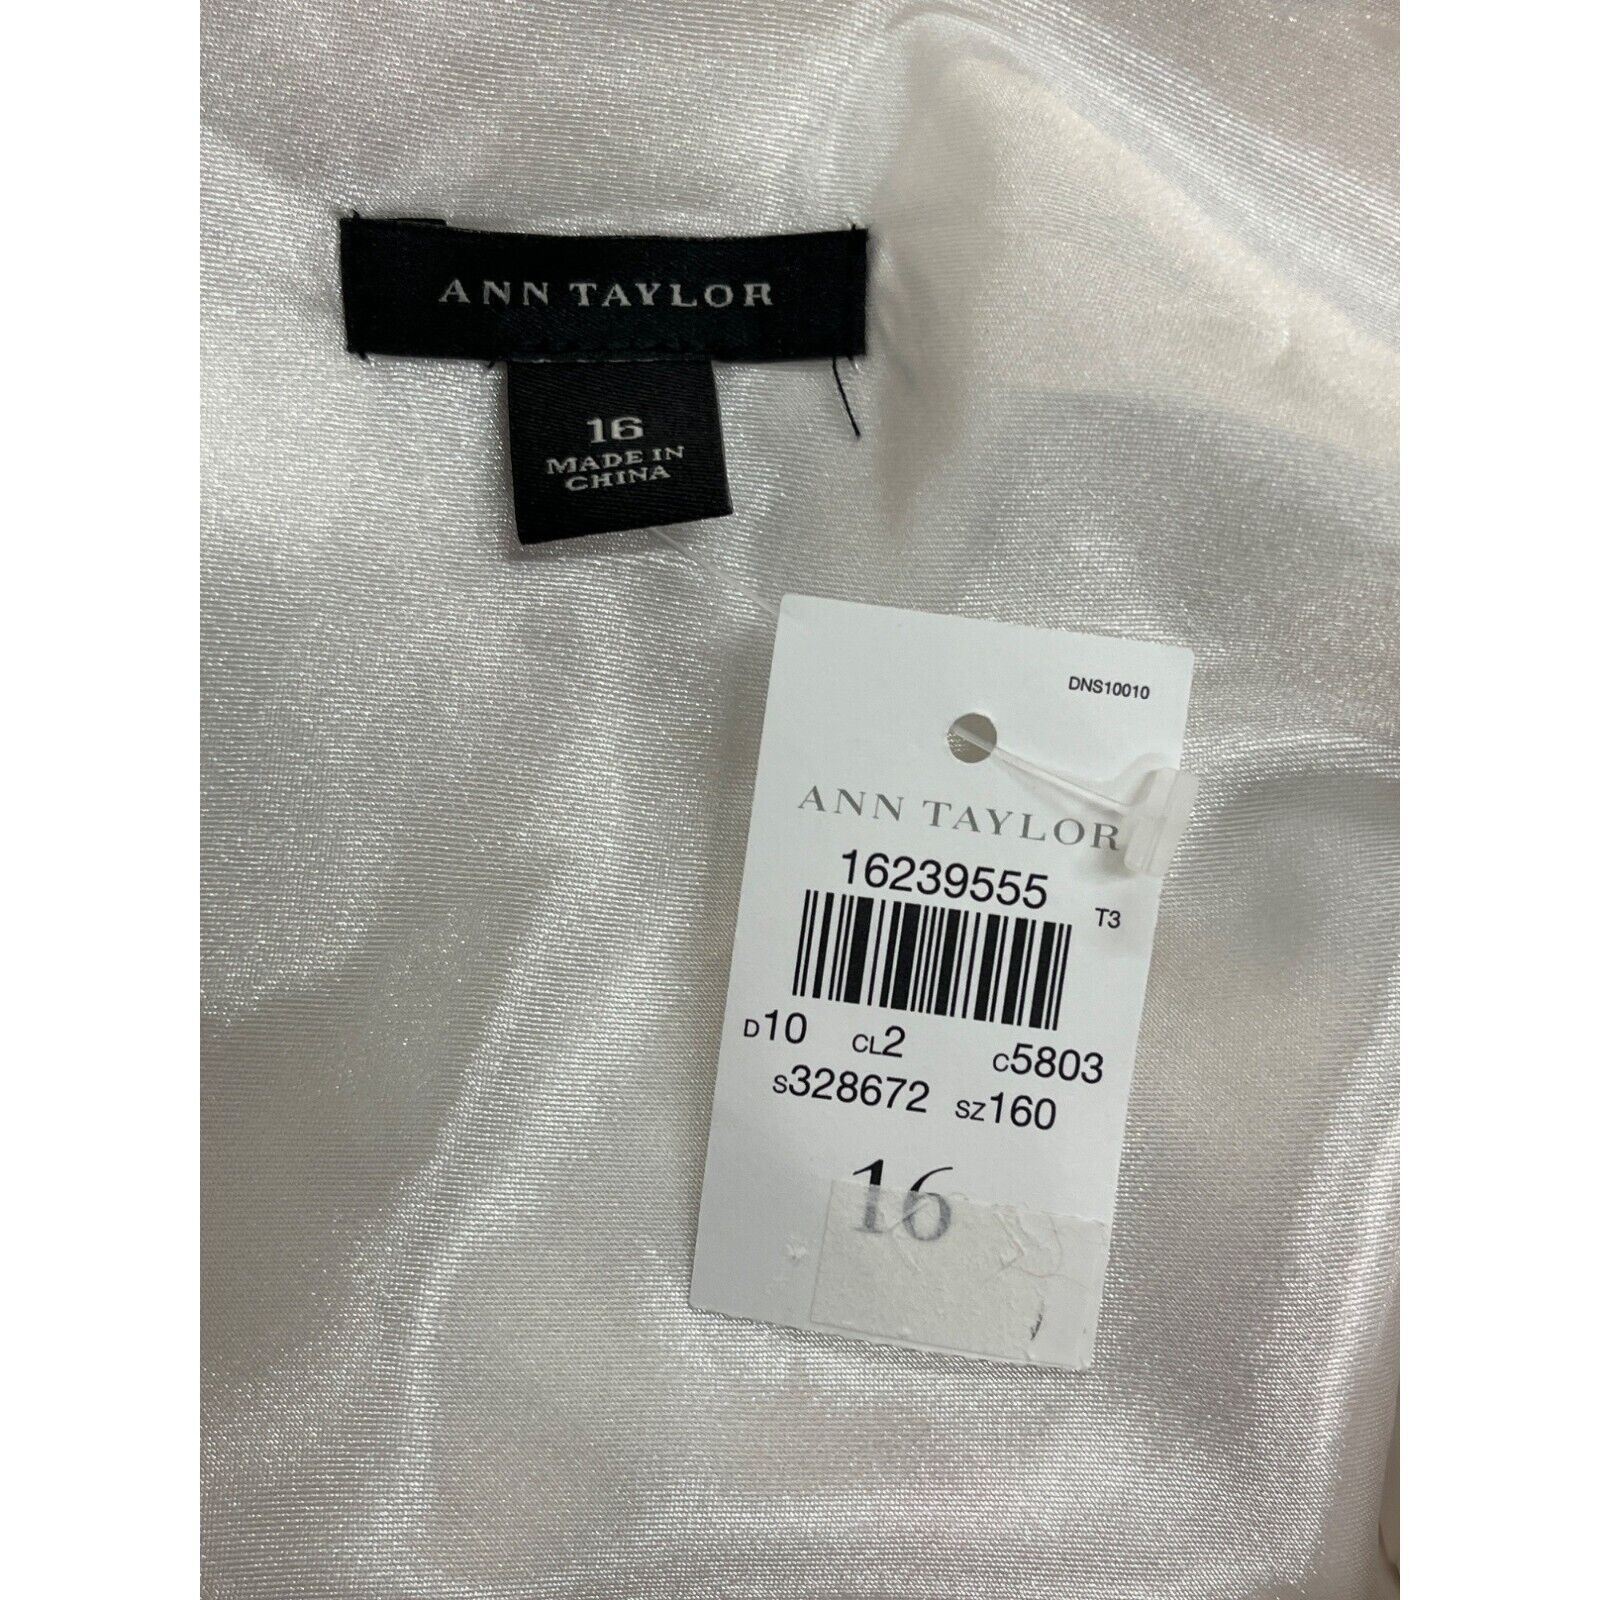 ANN TAYLOR
16
MADE IN
CHINA
DNS10010
ANN TAYLOR
16239555
T3
D10 CL2 C5803
S328672 SZ160
16